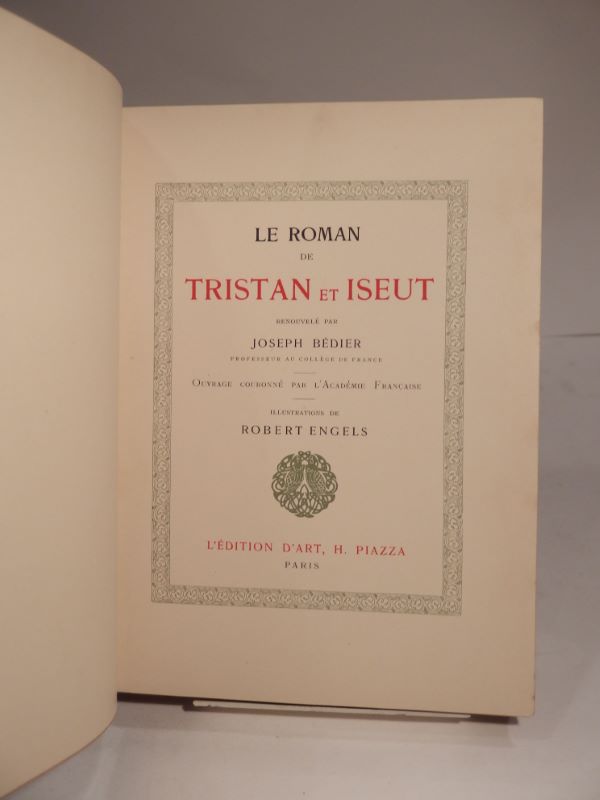 LE ROMAN
DE
TRISTAN ET ISEUT
RENOUVELÉ PAR
JOSEPH BÉDIER
PROFESSEUR AU COLLÈGE DE FRANCE
OUVRAGE COURONNÉ PAR L'ACADÉMIE FRANÇAISE
ILLUSTRATIONS DE
ROBERT ENGELS
L'ÉDITION D'ART, H. PIAZZA
PARIS